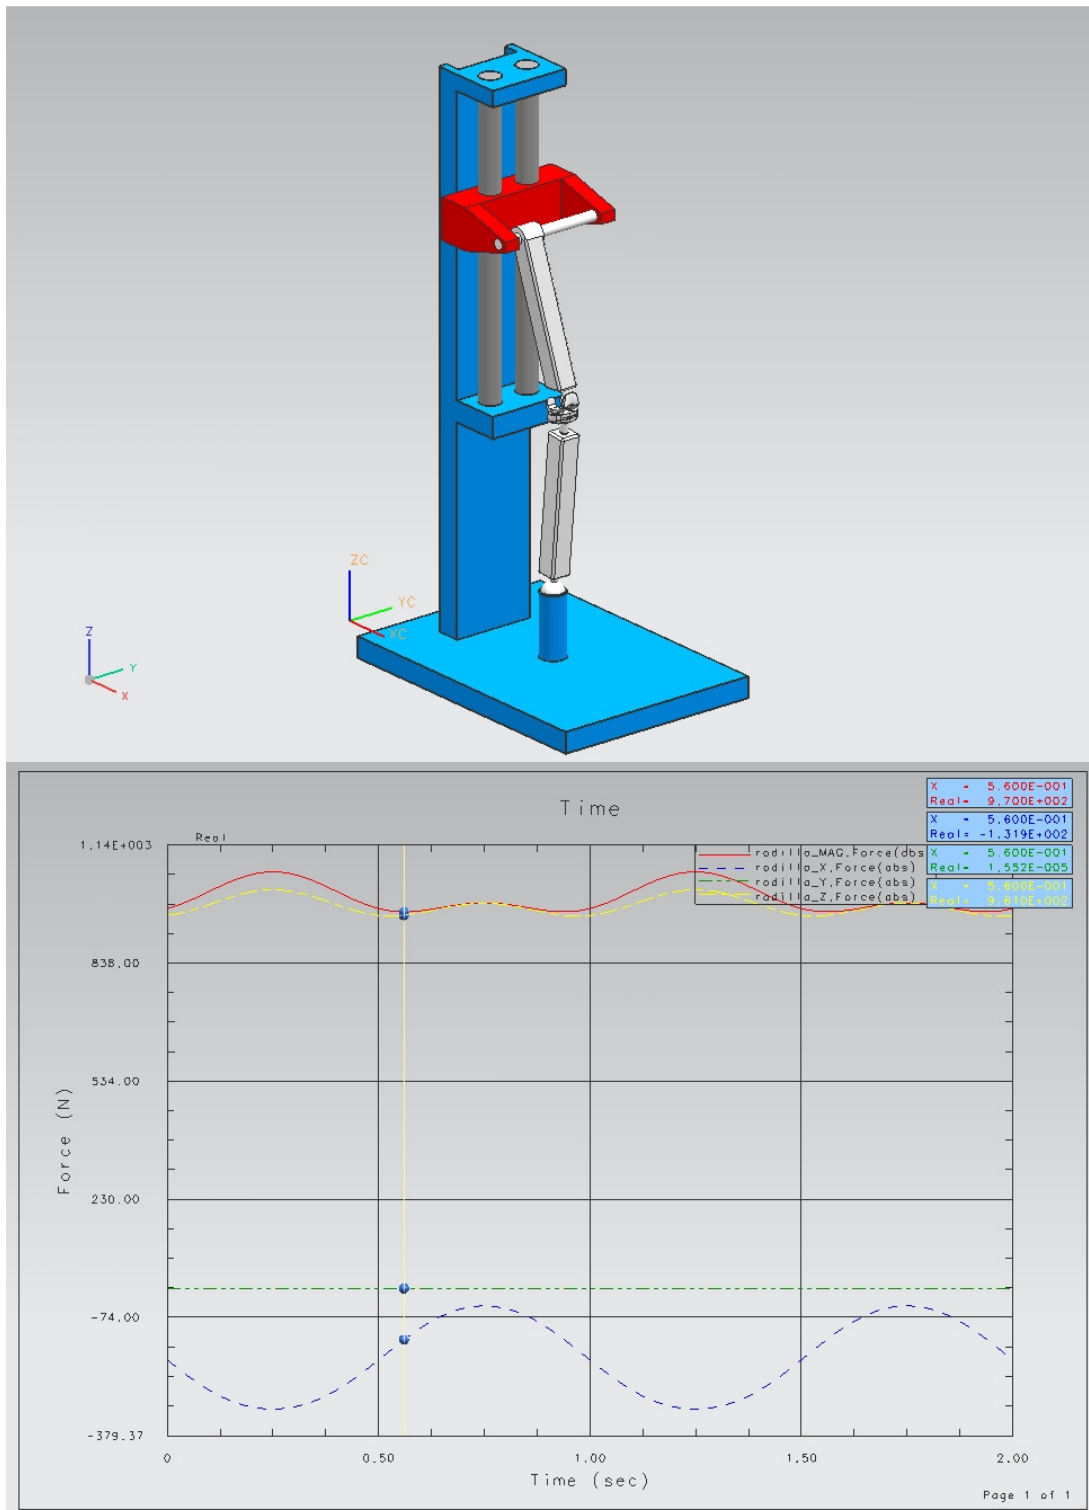 ZC
YC
XC
Z
Y
X
Time
Real
X = 5.600E-001
Real= 9.700E+002
X = 5.600E-001
Real= -1.319E+002
X = 5.600E-001
Real= 1.552E-005
X = 5.600E-001
Real= 9.610E+002
rodilla_MAG,Force(abs
rodilla_X,Force(abs)
rodilla_Y,Force(abs)
rodilla_Z,Force(abs)
1.14E+003
838.00
534.00
230.00
-74.00
-379.37
Force (N)
0
0.50
1.00
1.50
2.00
Time (sec)
Page 1 of 1